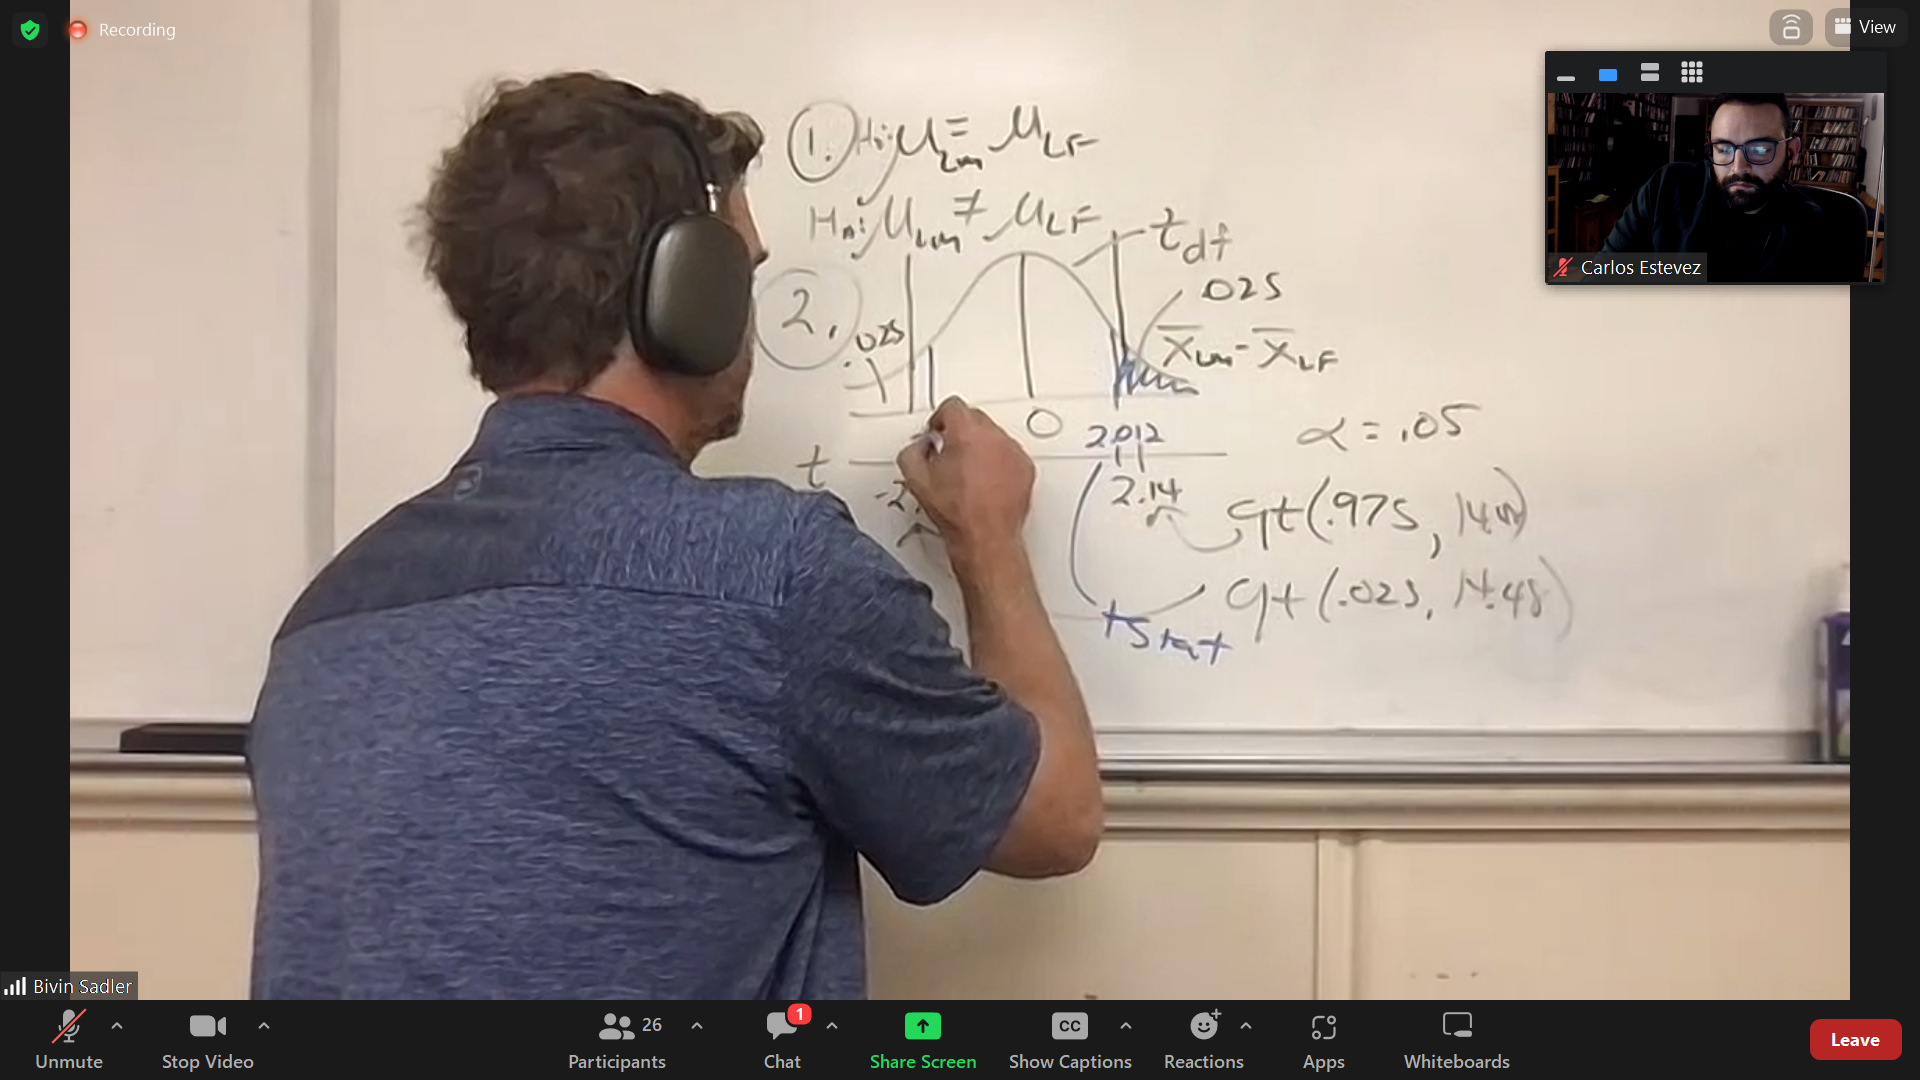 Recording
View
Carlos Estevez
1. H₀: μLM = μLF
Hₐ: μLM ≠ μLF
tdf
2.
.025
.025
x̄LM - x̄LF
0
2.012
α = .05
t
-2.
2.14
qt(.975,
qt(.025, 14.48)
tstat
Bivin Sadler
Unmute
Stop Video
26
Participants
1
Chat
Share Screen
CC
Show Captions
Reactions
Apps
Whiteboards
Leave